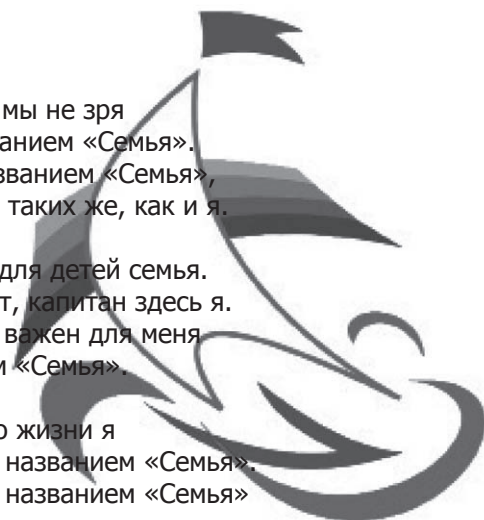 мы не зря
ванием «Семья».
званием «Семья»,
таких же, как и я.
для детей семья.
т, капитан здесь я.
важен для меня
м «Семья».
о жизни я
названием «Семья».
названием «Семья»